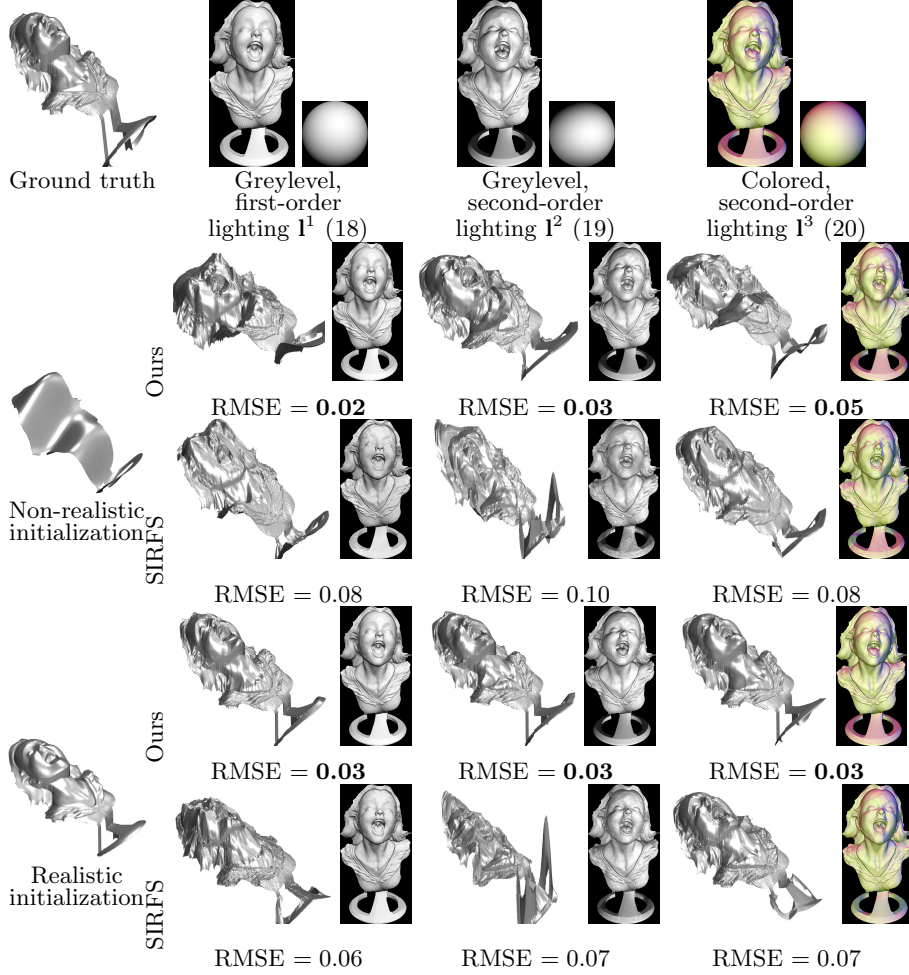 Ground truth
Greylevel,
first-order
lighting l¹ (18)
Greylevel,
second-order
lighting l² (19)
Colored,
second-order
lighting l³ (20)
Non-realistic
initialization
Ours
RMSE = 0.02
RMSE = 0.03
RMSE = 0.05
SIRFS
RMSE = 0.08
RMSE = 0.10
RMSE = 0.08
Realistic
initialization
Ours
RMSE = 0.03
RMSE = 0.03
RMSE = 0.03
SIRFS
RMSE = 0.06
RMSE = 0.07
RMSE = 0.07